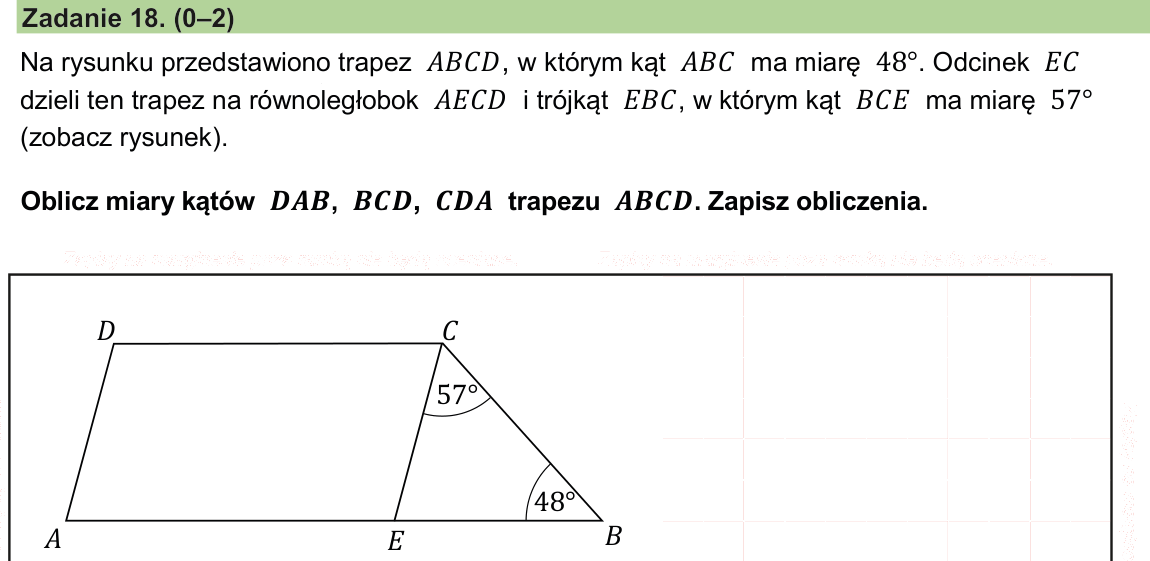 Zadanie 18. (0–2)
Na rysunku przedstawiono trapez ABCD, w którym kąt ABC ma miarę 48°. Odcinek EC
dzieli ten trapez na równoległobok AECD i trójkąt EBC, w którym kąt BCE ma miarę 57°
(zobacz rysunek).
Oblicz miary kątów DAB, BCD, CDA trapezu ABCD. Zapisz obliczenia.
D
C
57°
48°
A
E
B